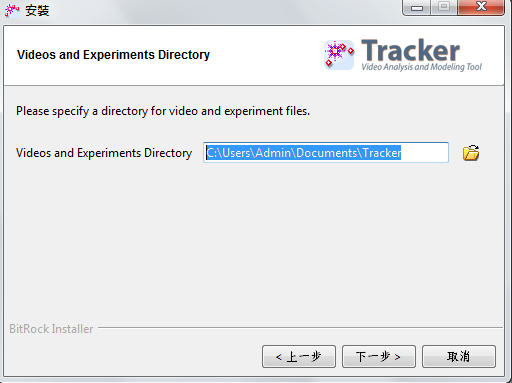 安裝
Videos and Experiments Directory
Tracker
Video Analysis and Modeling Tool
Please specify a directory for video and experiment files.
Videos and Experiments Directory C:\Users\Admin\Documents\Tracker
BitRock Installer
< 上一步 下一步 > 取消